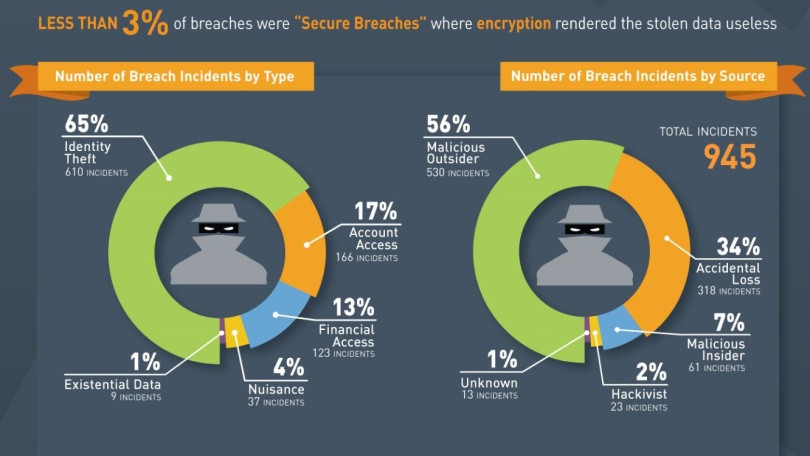 LESS THAN 3% of breaches were “Secure Breaches” where encryption rendered the stolen data useless
Number of Breach Incidents by Type
65%
Identity
Theft
610 INCIDENTS
17%
Account
Access
166 INCIDENTS
13%
Financial
Access
123 INCIDENTS
4%
Nuisance
37 INCIDENTS
1%
Existential Data
9 INCIDENTS
Number of Breach Incidents by Source
TOTAL INCIDENTS
945
56%
Malicious
Outsider
530 INCIDENTS
34%
Accidental
Loss
318 INCIDENTS
7%
Malicious
Insider
61 INCIDENTS
2%
Hackivist
23 INCIDENTS
1%
Unknown
13 INCIDENTS